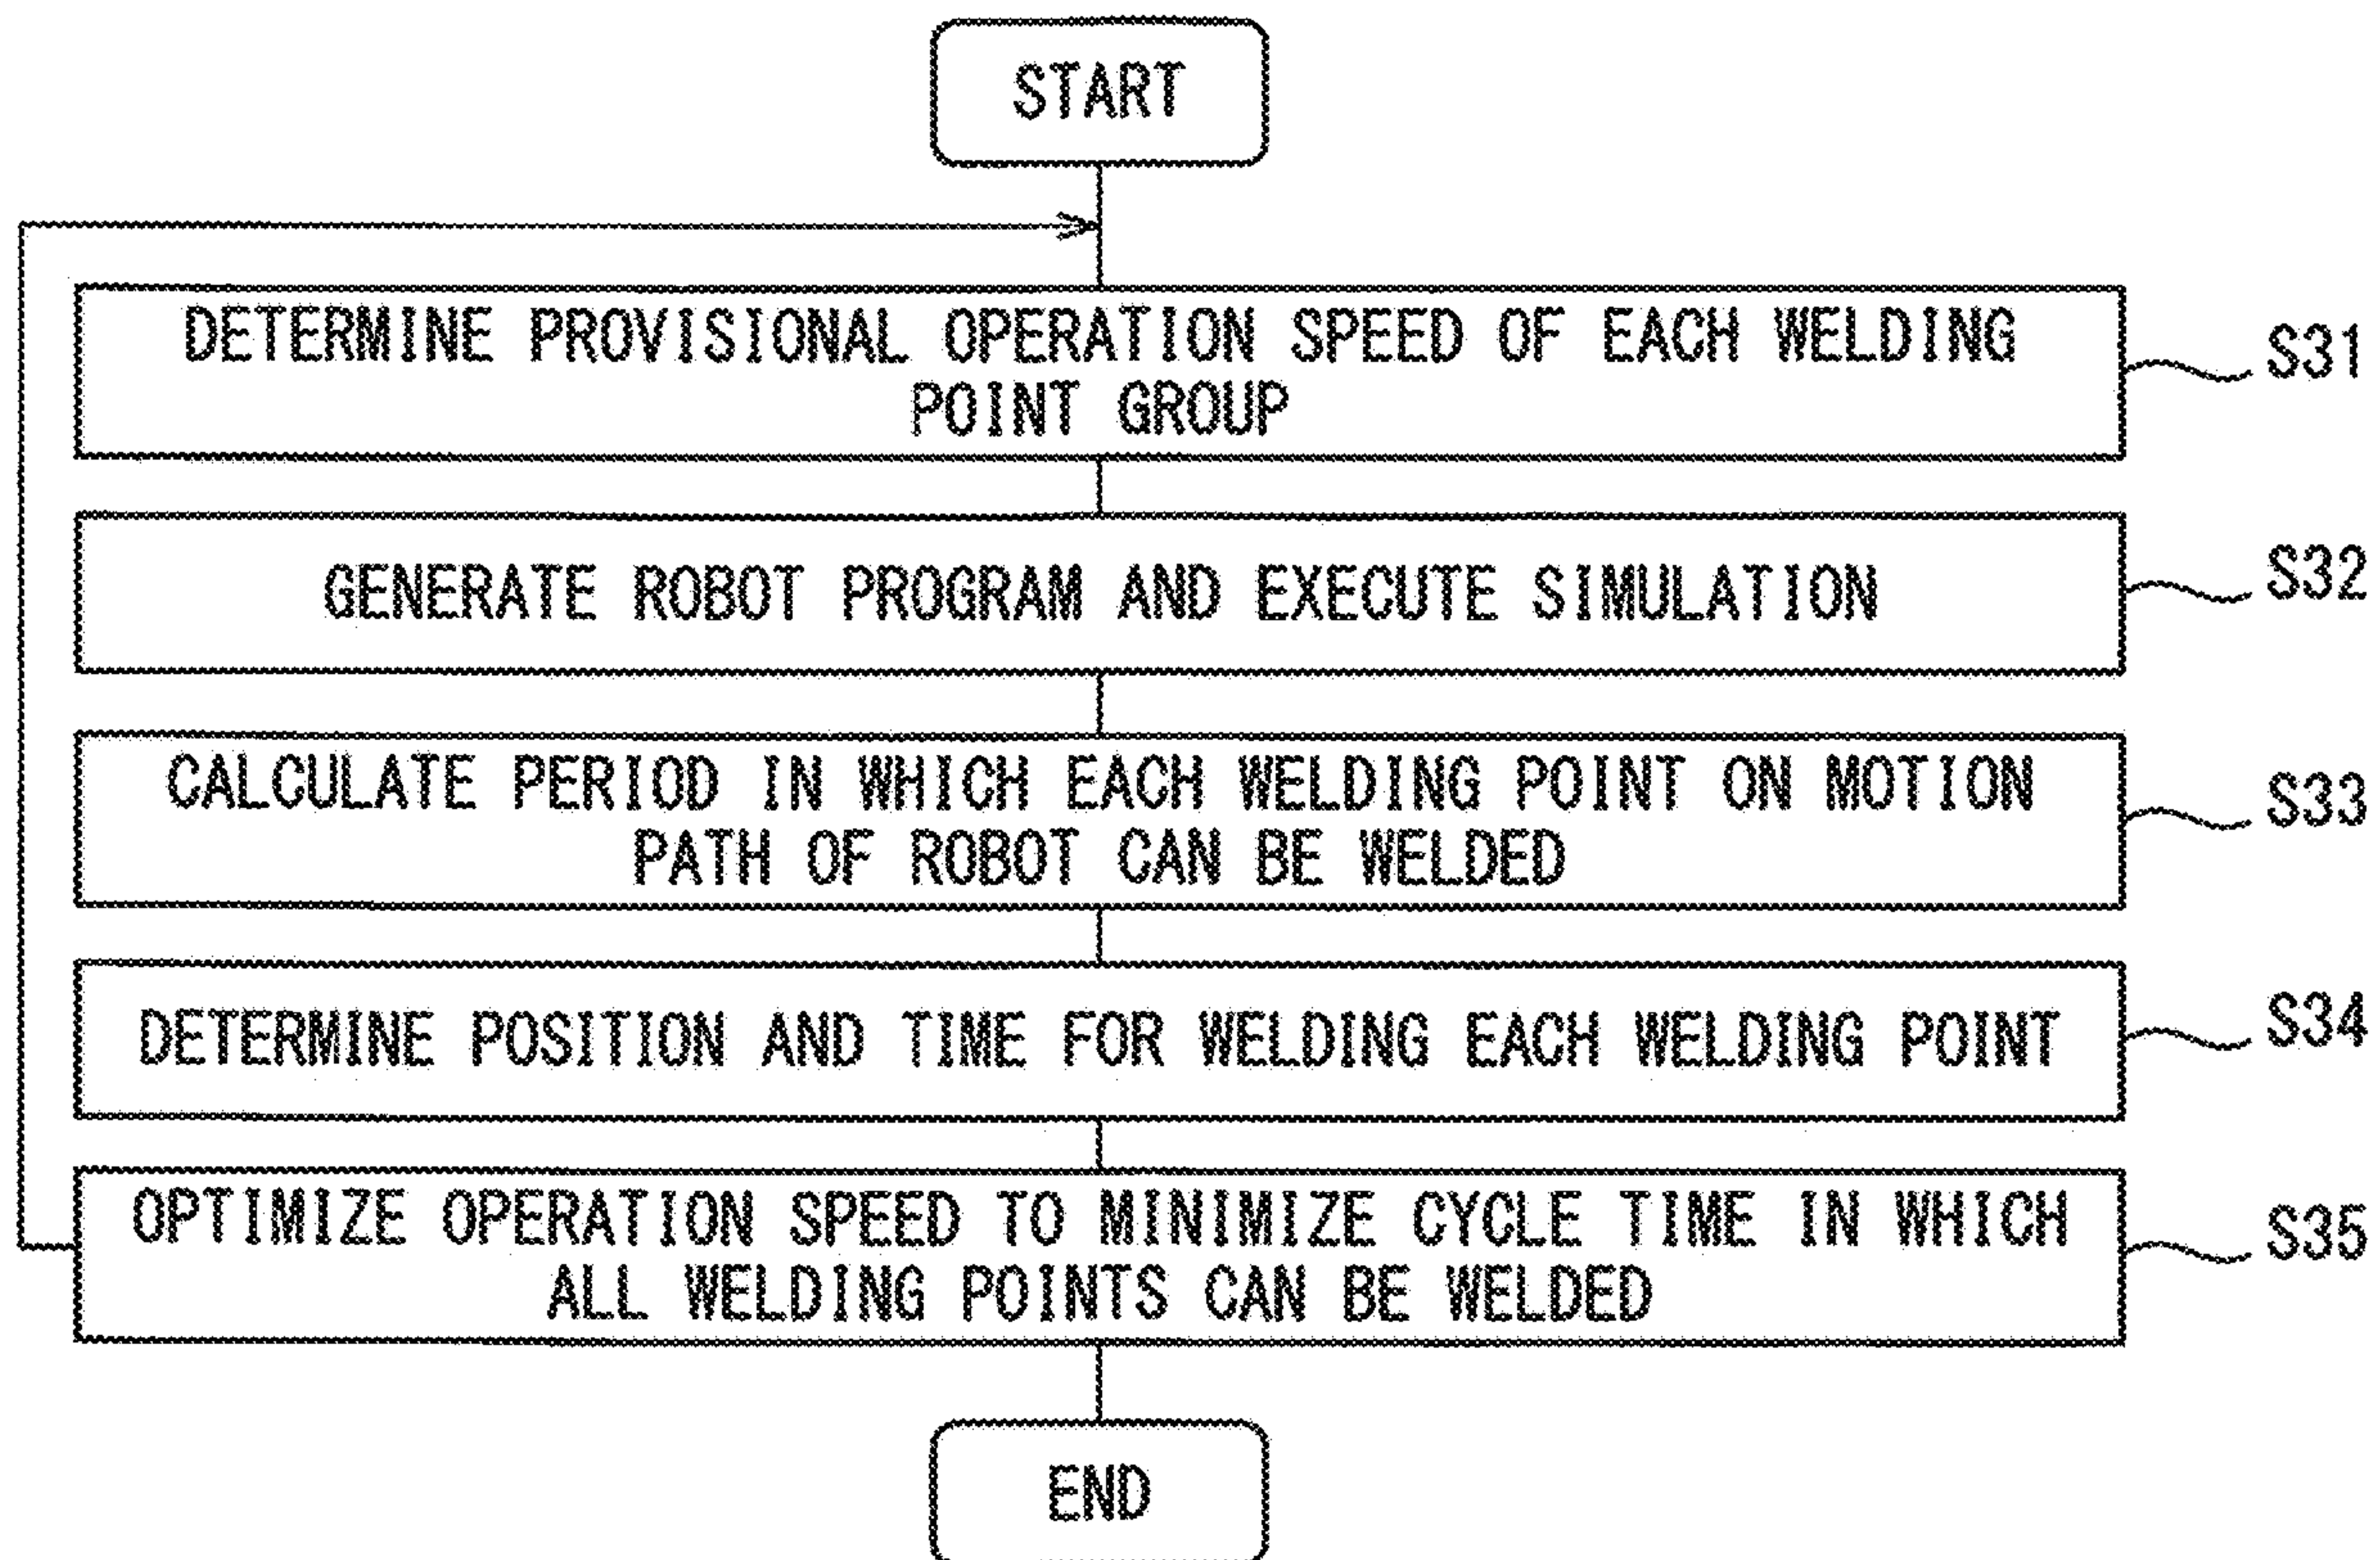 START
DETERMINE PROVISIONAL OPERATION SPEED OF EACH WELDING
POINT GROUP
S31
GENERATE ROBOT PROGRAM AND EXECUTE SIMULATION
S32
CALCULATE PERIOD IN WHICH EACH WELDING POINT ON MOTION
PATH OF ROBOT CAN BE WELDED
S33
DETERMINE POSITION AND TIME FOR WELDING EACH WELDING POINT
S34
OPTIMIZE OPERATION SPEED TO MINIMIZE CYCLE TIME IN WHICH
ALL WELDING POINTS CAN BE WELDED
S35
END